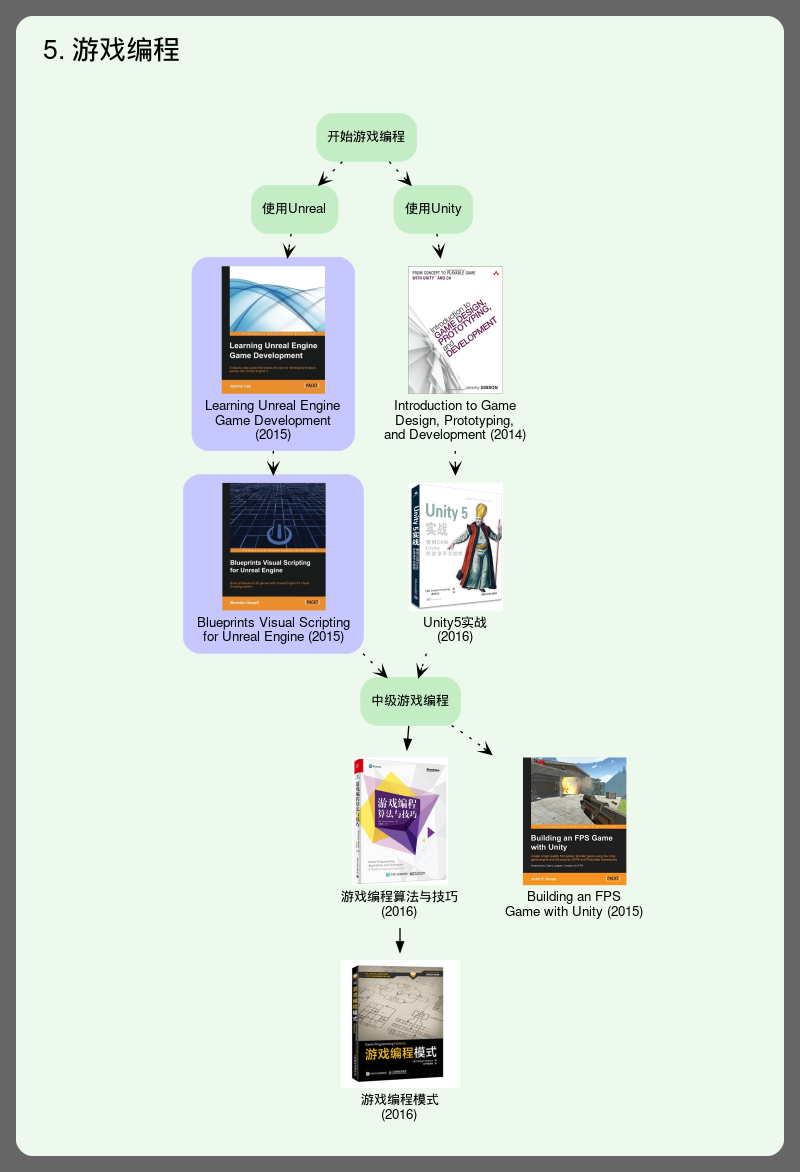 5. 游戏编程
开始游戏编程
使用Unreal
使用Unity
Learning Unreal Engine
Game Development
PACKT
Learning Unreal Engine
Game Development
(2015)
FROM CONCEPT TO PLAYABLE GAME
WITH UNITY AND C#
Introduction to
GAME DESIGN,
PROTOTYPING,
and
DEVELOPMENT
Jeremy GIBSON
Introduction to Game
Design, Prototyping,
and Development (2014)
Blueprints Visual Scripting
for Unreal Engine
PACKT
Blueprints Visual Scripting
for Unreal Engine (2015)
Unity 5实战
Unity 5
实战
Unity5实战
(2016)
中级游戏编程
游戏编程
算法与技巧
游戏编程算法与技巧
(2016)
Building an FPS Game
with Unity
PACKT
Building an FPS
Game with Unity (2015)
游戏编程模式
游戏编程模式
(2016)